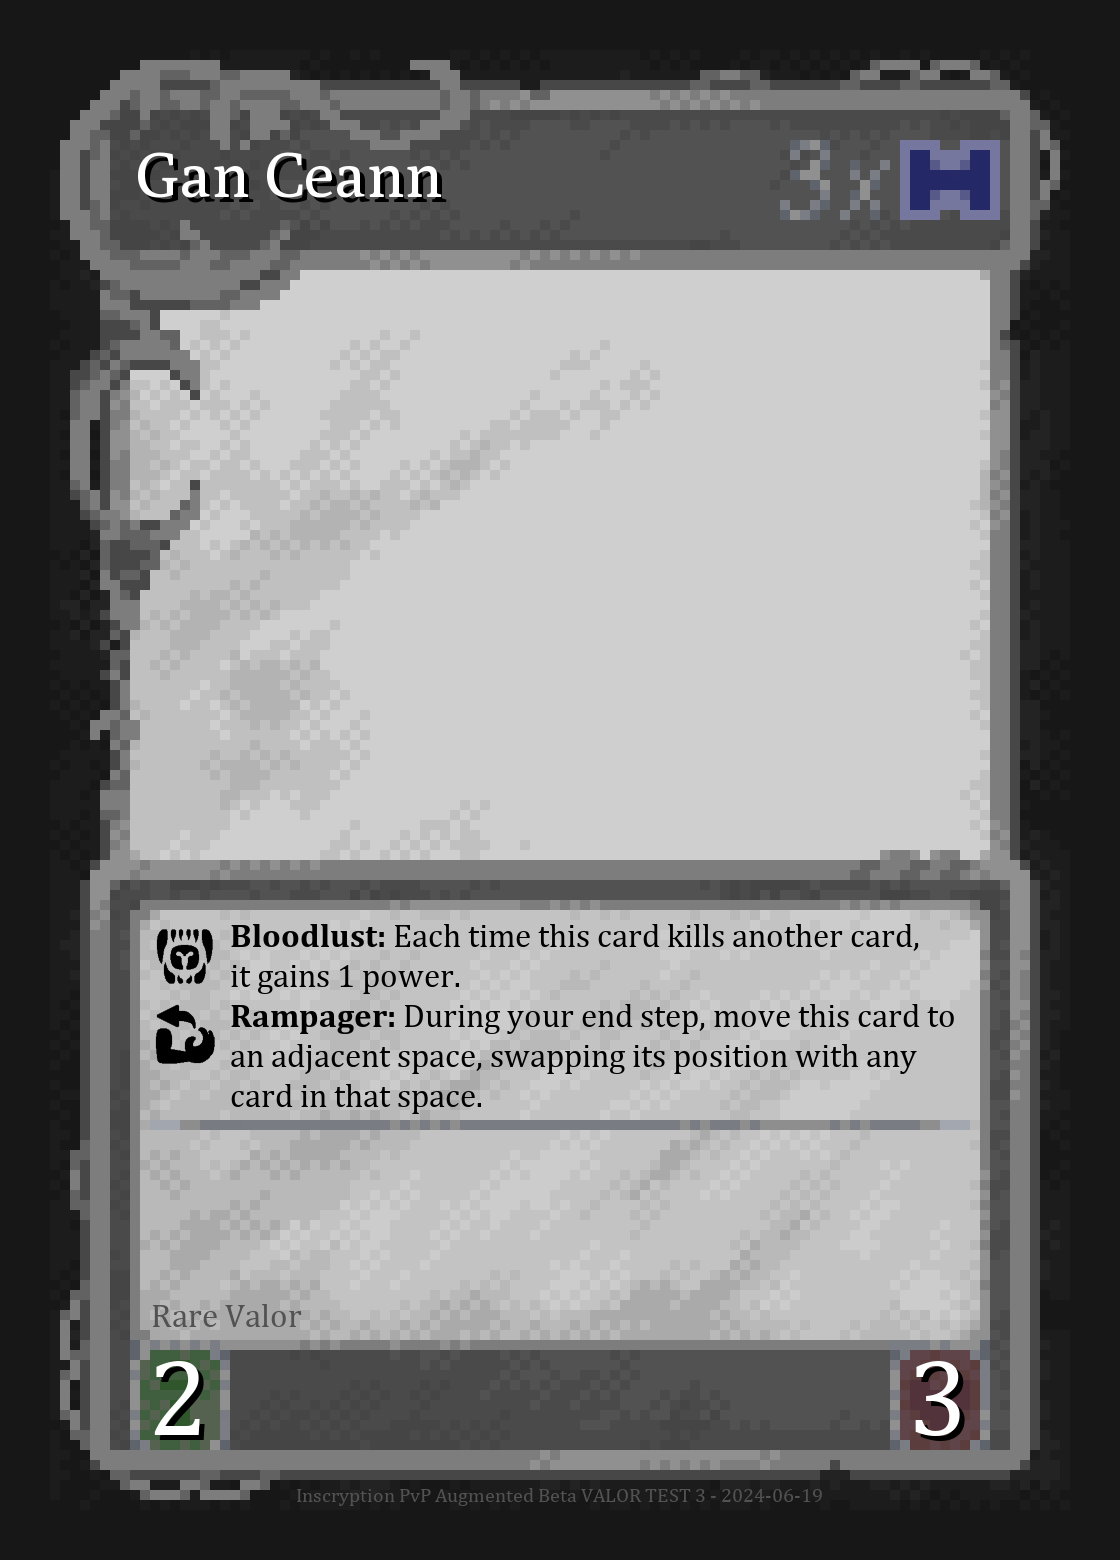 Gan Ceann 3x
Bloodlust: Each time this card kills another card,
it gains 1 power.
Rampager: During your end step, move this card to
an adjacent space, swapping its position with any
card in that space.
Rare Valor
2 3
Inscryption PvP Augmented Beta VALOR TEST 3 - 2024-06-19